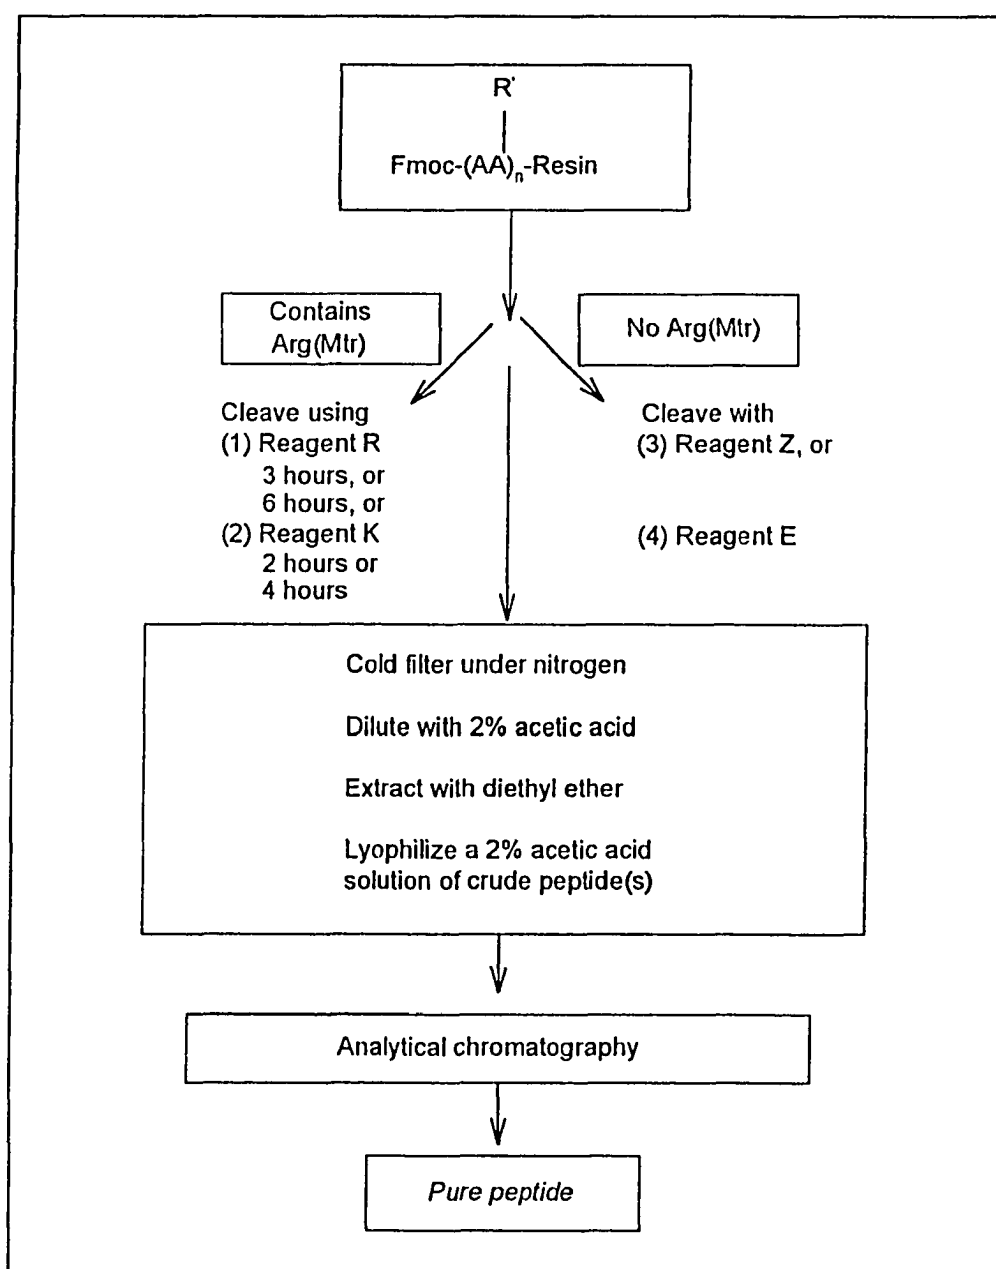 R'
Fmoc-(AA)n-Resin
Contains
Arg(Mtr)
No Arg(Mtr)
Cleave using
(1) Reagent R
3 hours, or
6 hours, or
(2) Reagent K
2 hours or
4 hours
Cleave with
(3) Reagent Z, or
(4) Reagent E
Cold filter under nitrogen
Dilute with 2% acetic acid
Extract with diethyl ether
Lyophilize a 2% acetic acid
solution of crude peptide(s)
Analytical chromatography
Pure peptide